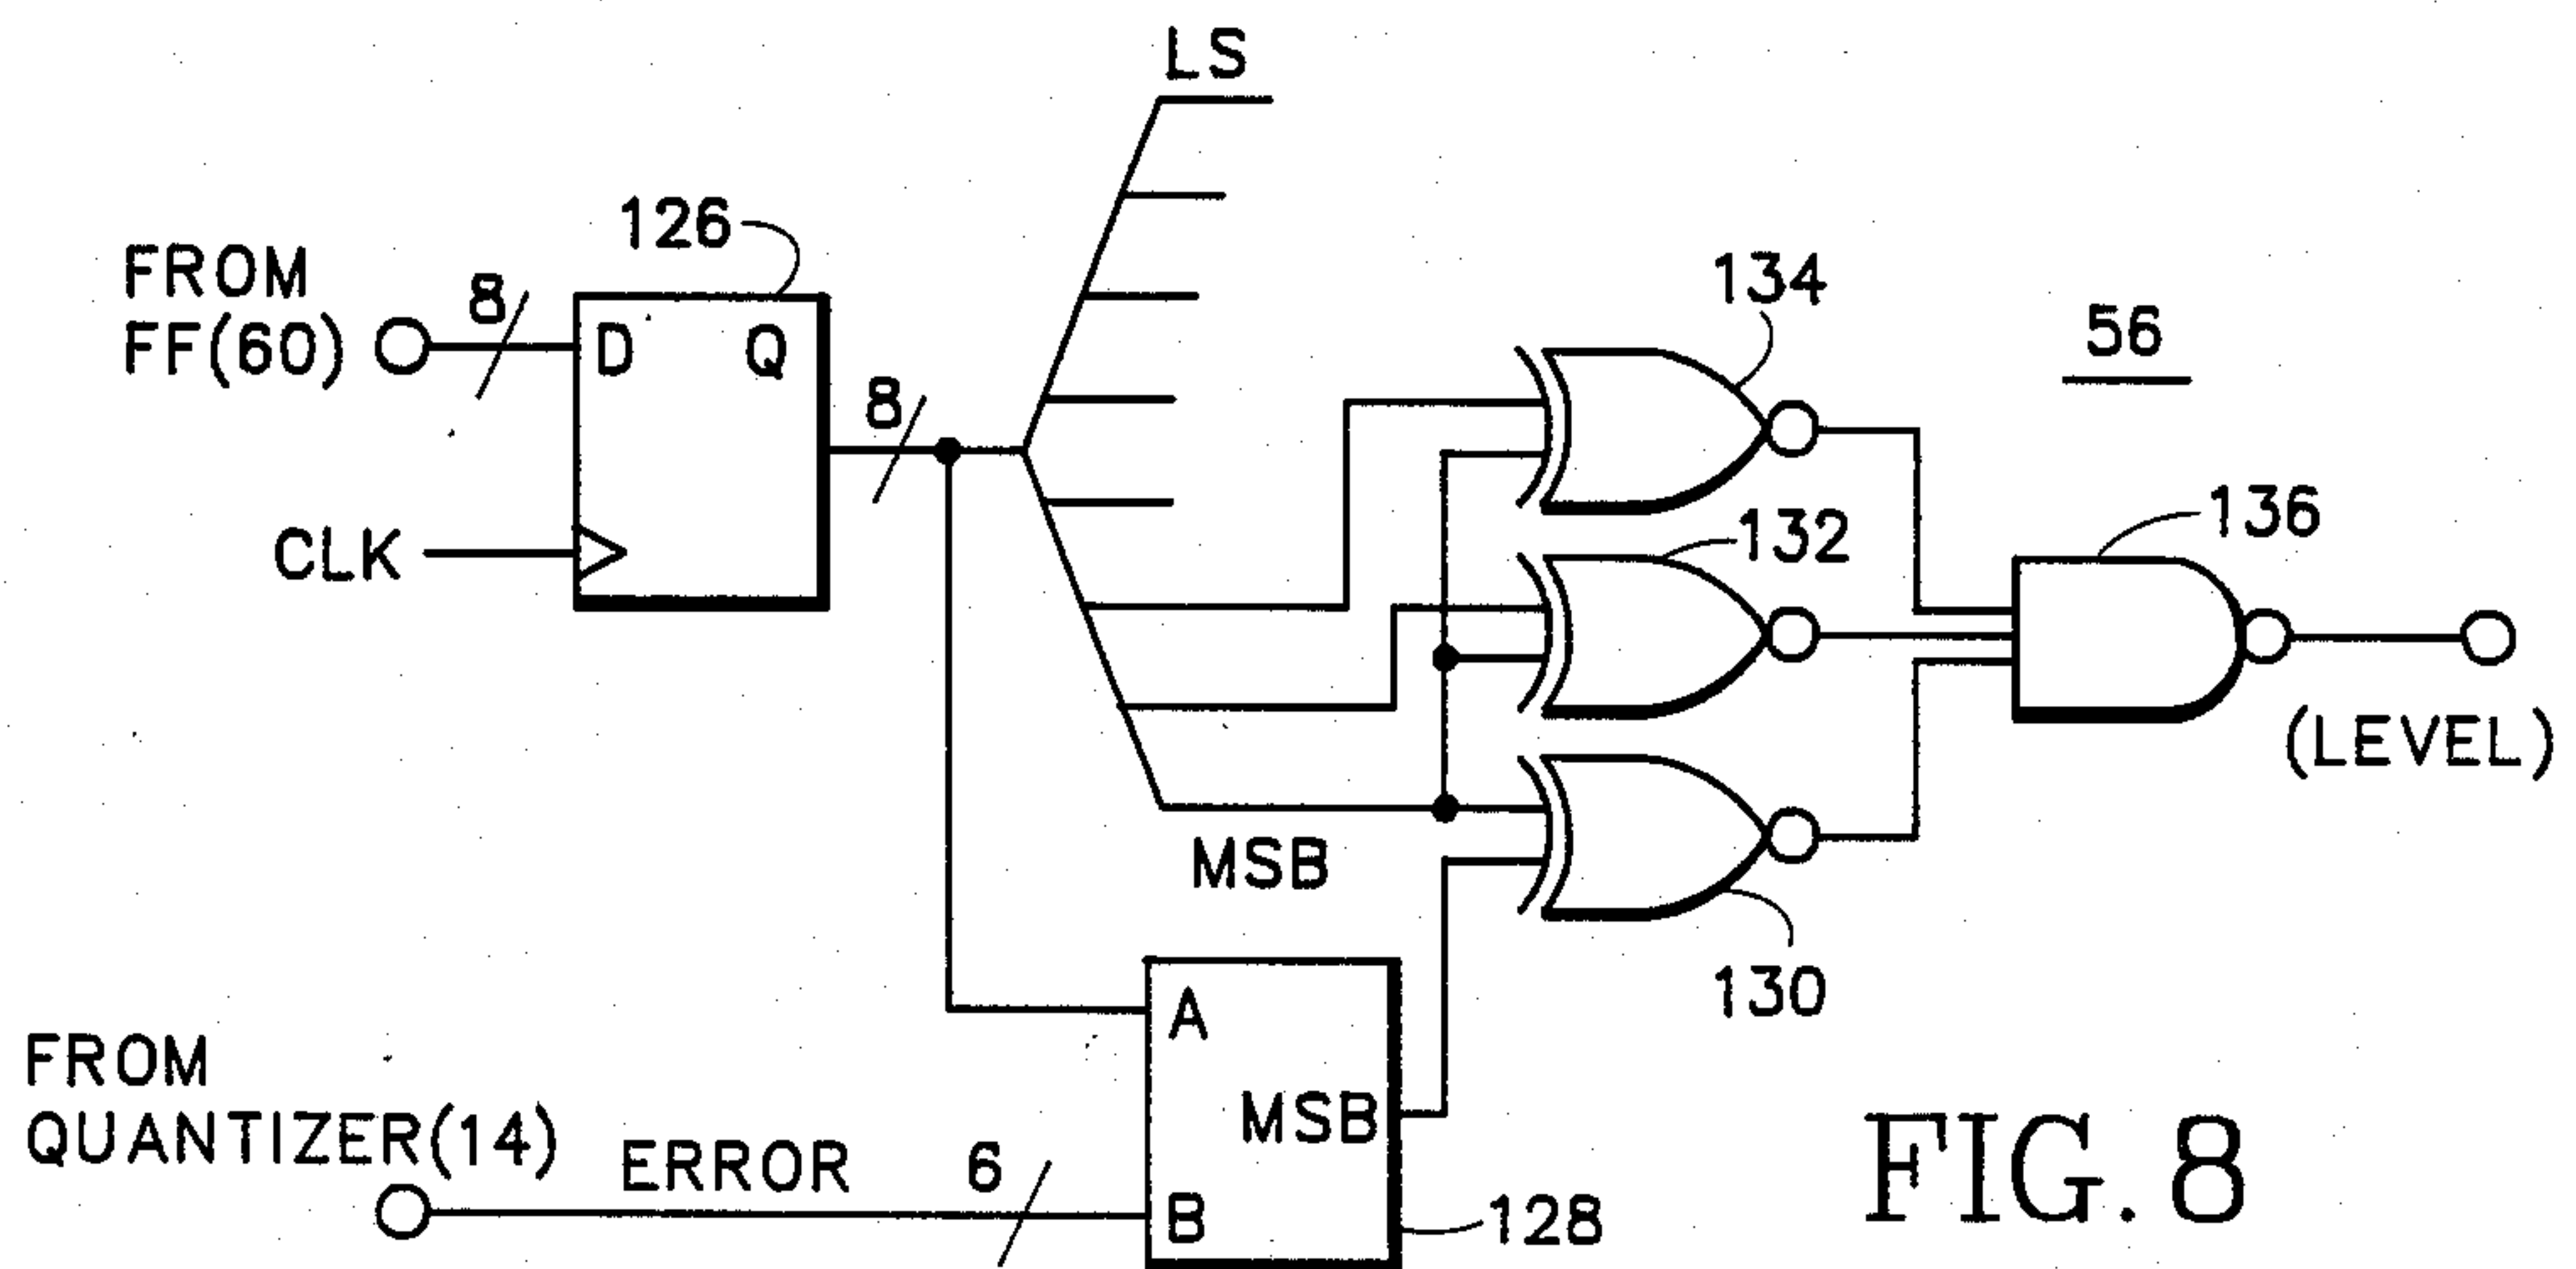 LS
126
FROM
FF(60)
8
D
Q
8
CLK
134
56
132
136
(LEVEL)
MSB
130
A
MSB
B
128
FROM
QUANTIZER(14)
ERROR
6
FIG. 8